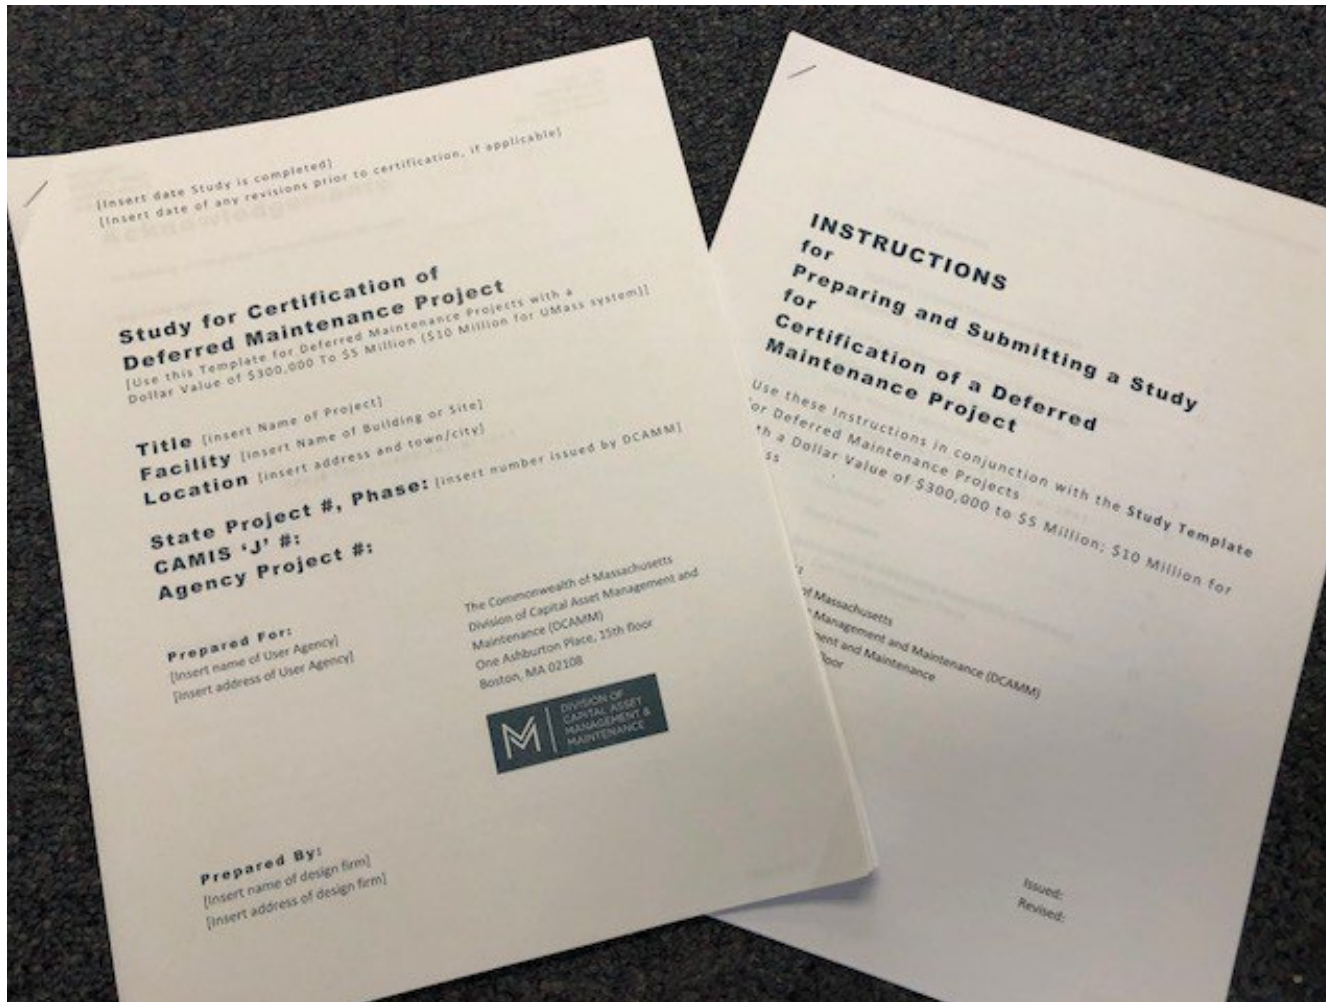 [Insert date Study is completed]
[Insert date of any revisions prior to certification, if applicable]
Study for Certification of
Deferred Maintenance Project
[Use this Template for Deferred Maintenance Projects with a
Dollar Value of $300,000 To $5 Million ($10 Million for UMass system)]
Title [insert Name of Project]
Facility [insert Name of Building or Site]
Location [insert address and town/city]
State Project #, Phase: [insert number issued by DCAMM]
CAMIS ‘J’ #:
Agency Project #:
Prepared For:
[Insert name of User Agency]
[Insert address of User Agency]
The Commonwealth of Massachusetts
Division of Capital Asset Management and
Maintenance (DCAMM)
One Ashburton Place, 15th floor
Boston, MA 02108
DIVISION OF
CAPITAL ASSET
MANAGEMENT &
MAINTENANCE
Prepared By:
[Insert name of design firm]
[Insert address of design firm]
INSTRUCTIONS
for
Preparing and Submitting a Study
for
Certification of a Deferred
Maintenance Project
Use these Instructions in conjunction with the Study Template
for Deferred Maintenance Projects
a Dollar Value of $300,000 to $5 Million; $10 Million for
of Massachusetts
Management and Maintenance (DCAMM)
and Maintenance
Issued:
Revised: